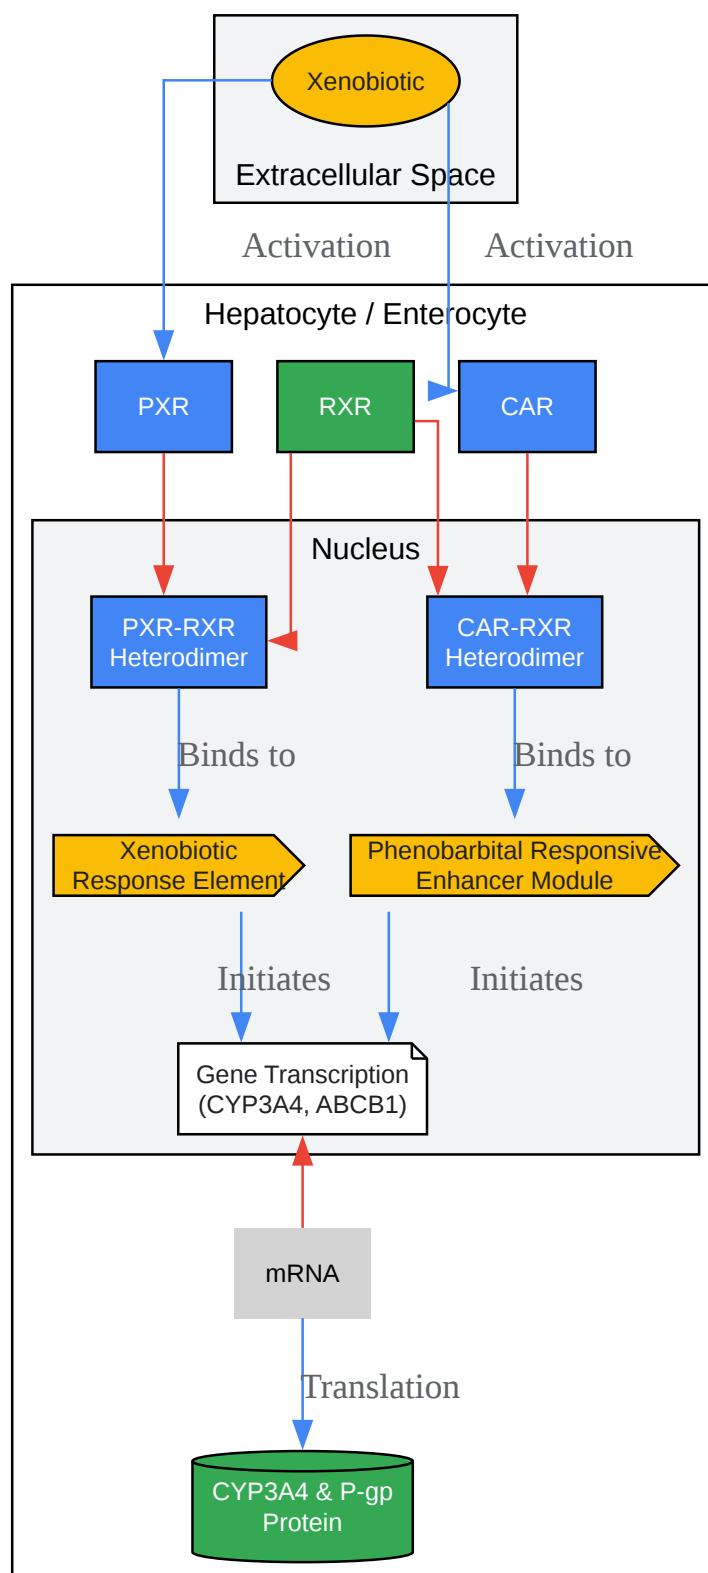 Xenobiotic
Extracellular Space
Activation
Activation
Hepatocyte / Enterocyte
PXR
RXR
CAR
Nucleus
PXR-RXR
Heterodimer
CAR-RXR
Heterodimer
Binds to
Binds to
Xenobiotic
Response Element
Phenobarbital Responsive
Enhancer Module
Initiates
Initiates
Gene Transcription
(CYP3A4, ABCB1)
mRNA
Translation
CYP3A4 & P-gp
Protein